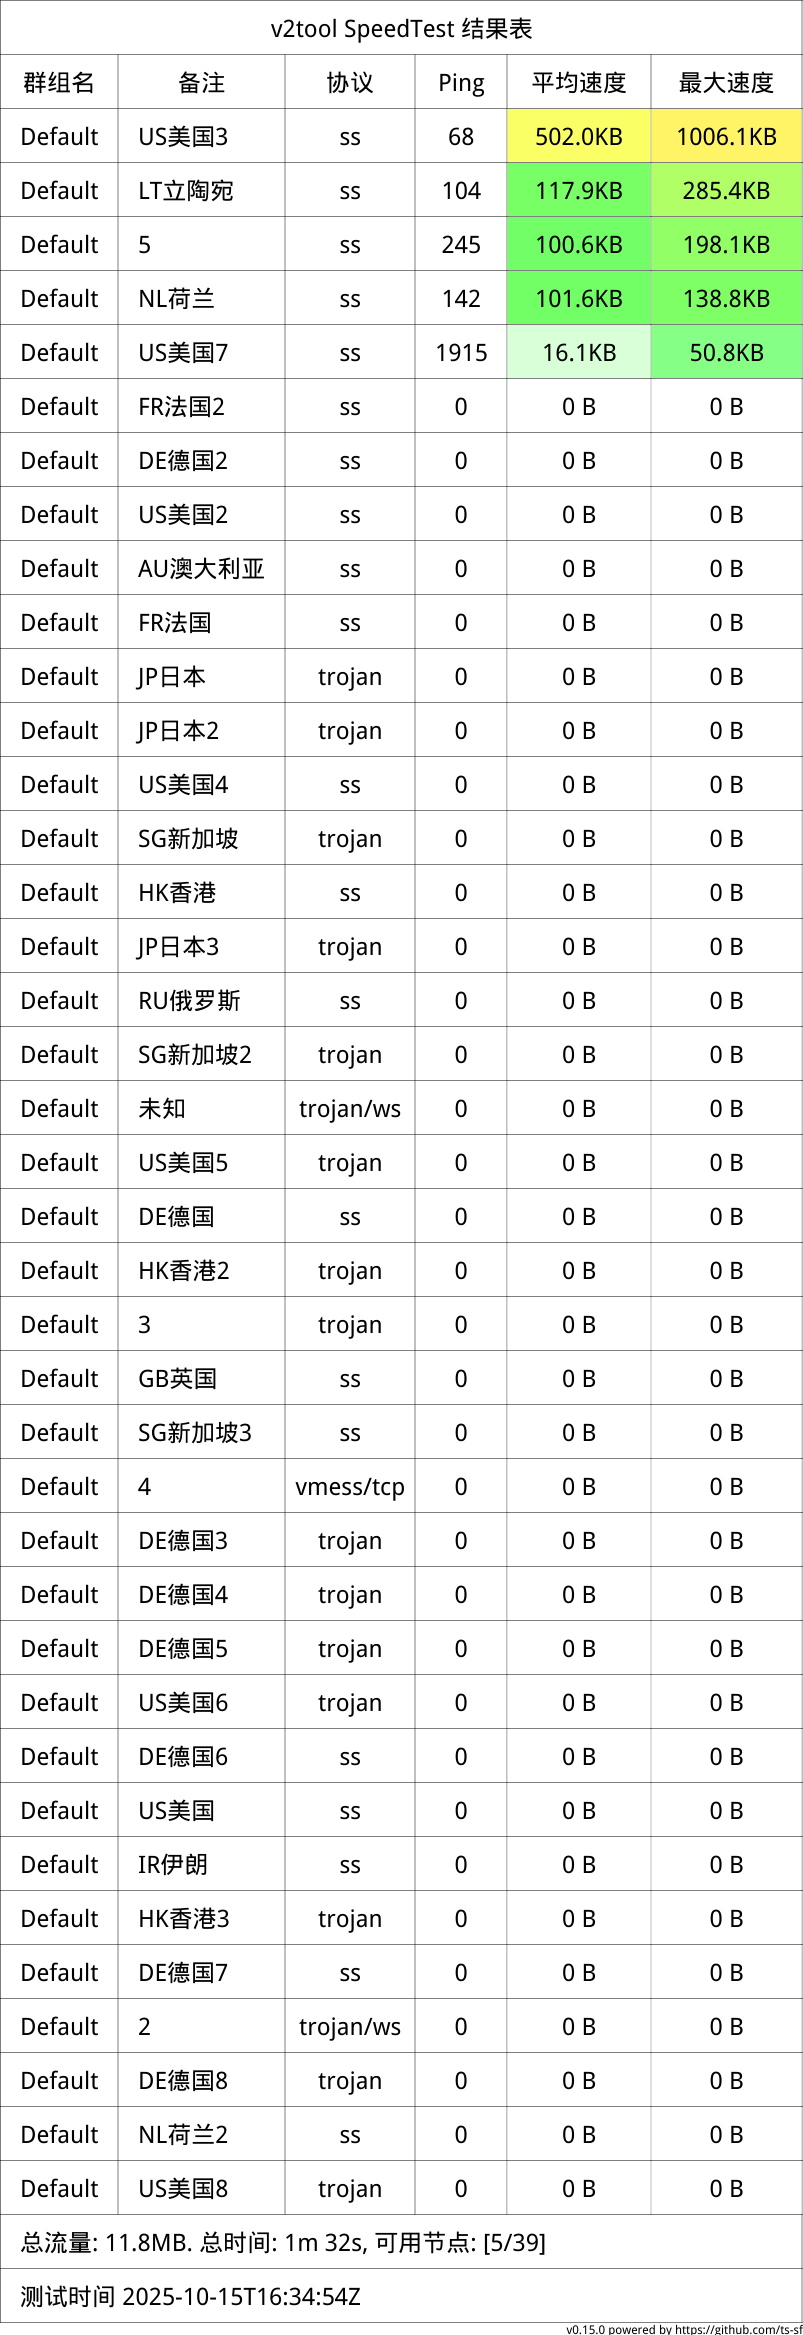 v2tool SpeedTest 结果表
群组名 备注 协议 Ping 平均速度 最大速度
Default US美国3 ss 68 502.0KB 1006.1KB
Default LT立陶宛 ss 104 117.9KB 285.4KB
Default 5 ss 245 100.6KB 198.1KB
Default NL荷兰 ss 142 101.6KB 138.8KB
Default US美国7 ss 1915 16.1KB 50.8KB
Default FR法国2 ss 0 0 B 0 B
Default DE德国2 ss 0 0 B 0 B
Default US美国2 ss 0 0 B 0 B
Default AU澳大利亚 ss 0 0 B 0 B
Default FR法国 ss 0 0 B 0 B
Default JP日本 trojan 0 0 B 0 B
Default JP日本2 trojan 0 0 B 0 B
Default US美国4 ss 0 0 B 0 B
Default SG新加坡 trojan 0 0 B 0 B
Default HK香港 ss 0 0 B 0 B
Default JP日本3 trojan 0 0 B 0 B
Default RU俄罗斯 ss 0 0 B 0 B
Default SG新加坡2 trojan 0 0 B 0 B
Default 未知 trojan/ws 0 0 B 0 B
Default US美国5 trojan 0 0 B 0 B
Default DE德国 ss 0 0 B 0 B
Default HK香港2 trojan 0 0 B 0 B
Default 3 trojan 0 0 B 0 B
Default GB英国 ss 0 0 B 0 B
Default SG新加坡3 ss 0 0 B 0 B
Default 4 vmess/tcp 0 0 B 0 B
Default DE德国3 trojan 0 0 B 0 B
Default DE德国4 trojan 0 0 B 0 B
Default DE德国5 trojan 0 0 B 0 B
Default US美国6 trojan 0 0 B 0 B
Default DE德国6 ss 0 0 B 0 B
Default US美国 ss 0 0 B 0 B
Default IR伊朗 ss 0 0 B 0 B
Default HK香港3 trojan 0 0 B 0 B
Default DE德国7 ss 0 0 B 0 B
Default 2 trojan/ws 0 0 B 0 B
Default DE德国8 trojan 0 0 B 0 B
Default NL荷兰2 ss 0 0 B 0 B
Default US美国8 trojan 0 0 B 0 B
总流量: 11.8MB. 总时间: 1m 32s, 可用节点: [5/39]
测试时间 2025-10-15T16:34:54Z
v0.15.0 powered by https://github.com/ts-sf